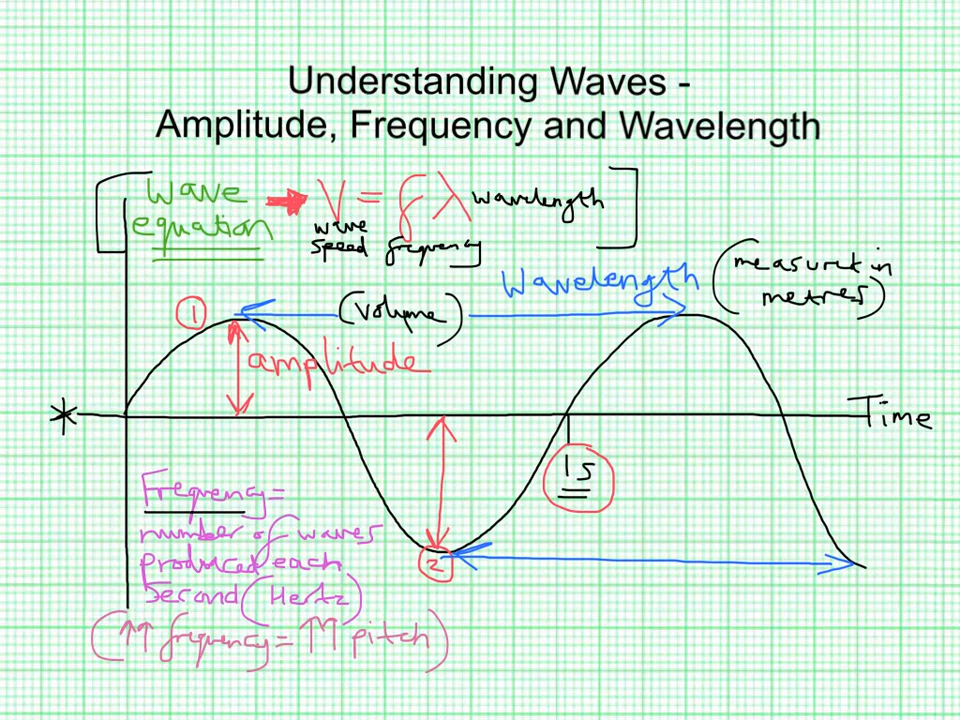 Understanding Waves -
Amplitude, Frequency and Wavelength
Wave
equation → V = f λ wavelength
wave
speed frequency
Wavelength
(measured in
metres)
1
(Volume)
amplitude
* Time
1s
Frequency =
number of waves
produced each
Second (Hertz)
2
(↑↑ frequency = ↑↑ pitch)